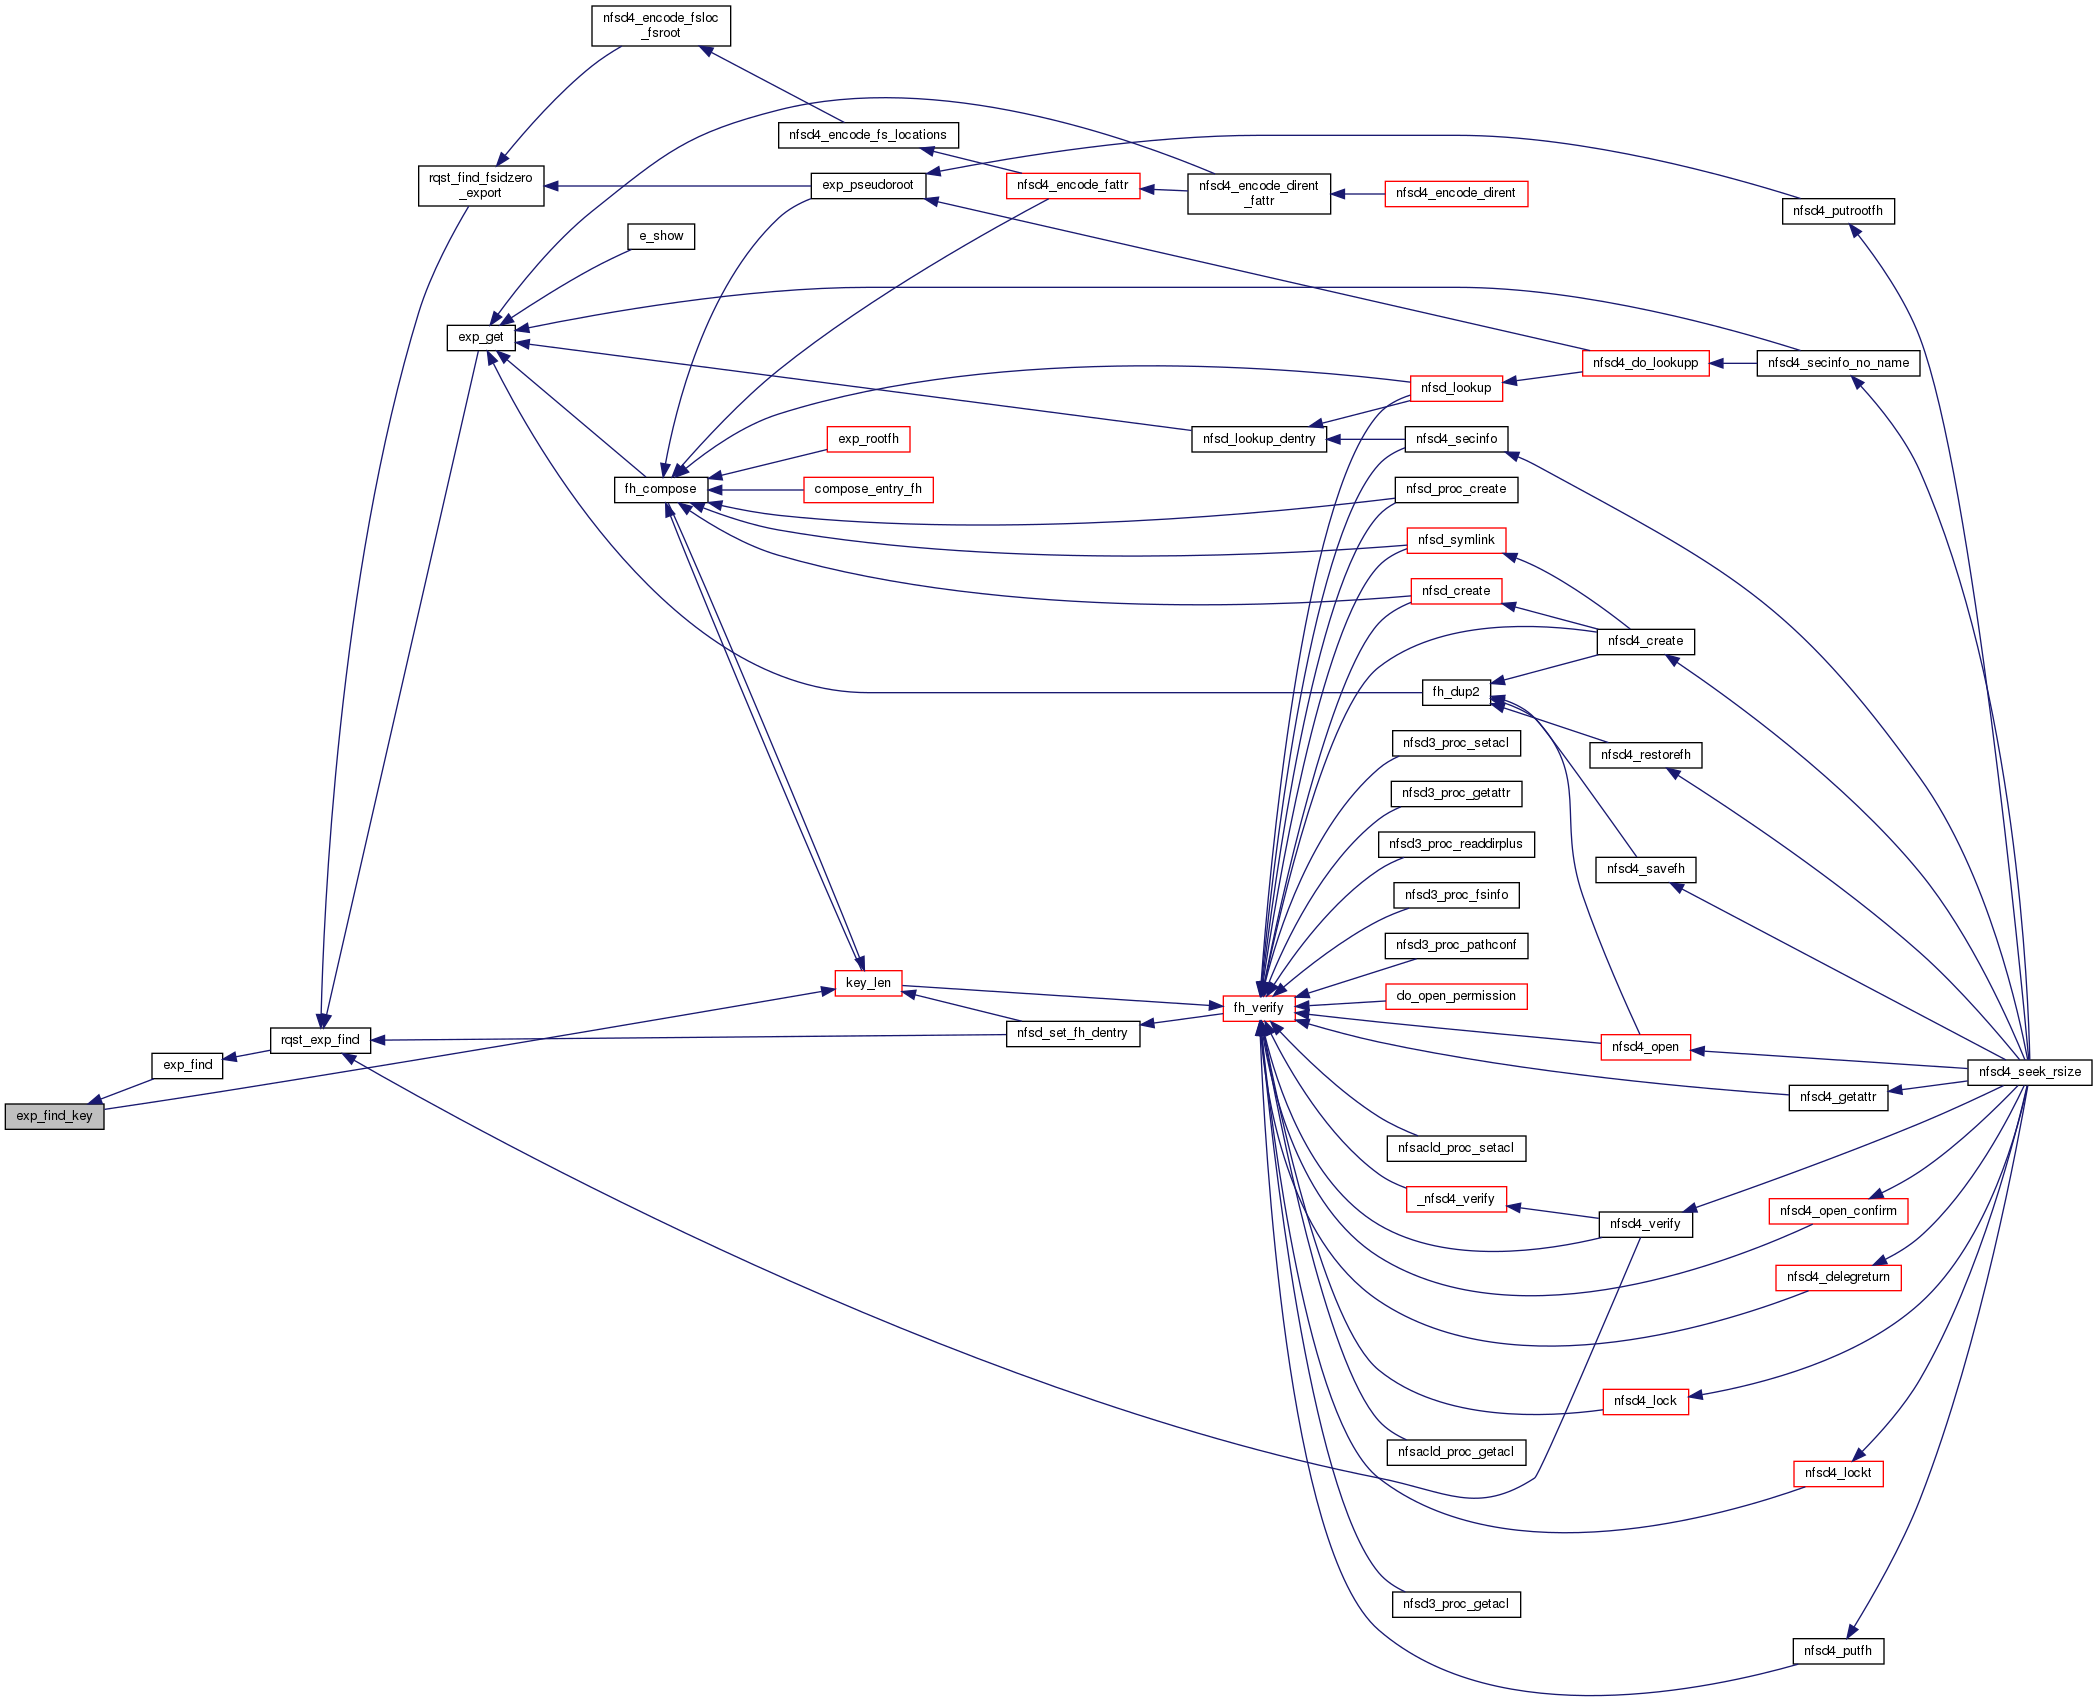 nfsd4_encode_fsloc
_fsroot
nfsd4_encode_fs_locations
rqst_find_fsidzero
_export
exp_pseudoroot
nfsd4_encode_fattr
nfsd4_encode_dirent
_fattr
nfsd4_encode_dirent
nfsd4_putrootfh
e_show
exp_get
nfsd4_do_lookupp
nfsd4_secinfo_no_name
nfsd_lookup
exp_rootfh
nfsd_lookup_dentry
nfsd4_secinfo
fh_compose
compose_entry_fh
nfsd_proc_create
nfsd_symlink
nfsd_create
nfsd4_create
fh_dup2
nfsd3_proc_setacl
nfsd4_restorefh
nfsd3_proc_getattr
nfsd3_proc_readdirplus
nfsd4_savefh
nfsd3_proc_fsinfo
nfsd3_proc_pathconf
key_len
do_open_permission
fh_verify
nfsd_set_fh_dentry
rqst_exp_find
nfsd4_open
exp_find
nfsd4_seek_rsize
nfsd4_getattr
exp_find_key
nfsacld_proc_setacl
_nfsd4_verify
nfsd4_open_confirm
nfsd4_verify
nfsd4_delegreturn
nfsd4_lock
nfsacld_proc_getacl
nfsd4_lockt
nfsd3_proc_getacl
nfsd4_putfh